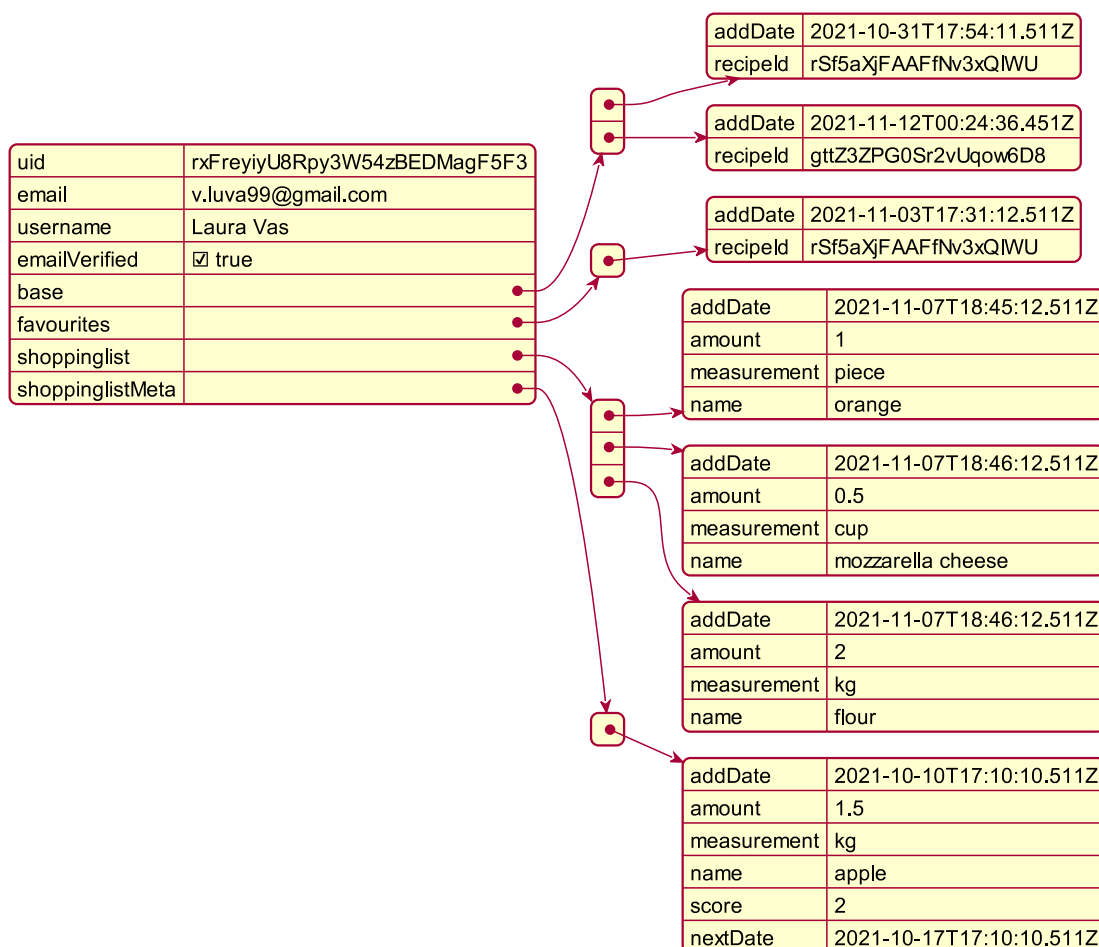 uid rxFreyiyU8Rpy3W54zBEDMagF5F3
email v.luva99@gmail.com
username Laura Vas
emailVerified ☑ true
base
favourites
shoppinglist
shoppinglistMeta
addDate 2021-10-31T17:54:11.511Z
recipeId rSf5aXjFAAFfNv3xQlWU
addDate 2021-11-12T00:24:36.451Z
recipeId gttZ3ZPG0Sr2vUqow6D8
addDate 2021-11-03T17:31:12.511Z
recipeId rSf5aXjFAAFfNv3xQlWU
addDate 2021-11-07T18:45:12.511Z
amount 1
measurement piece
name orange
addDate 2021-11-07T18:46:12.511Z
amount 0.5
measurement cup
name mozzarella cheese
addDate 2021-11-07T18:46:12.511Z
amount 2
measurement kg
name flour
addDate 2021-10-10T17:10:10.511Z
amount 1.5
measurement kg
name apple
score 2
nextDate 2021-10-17T17:10:10.511Z